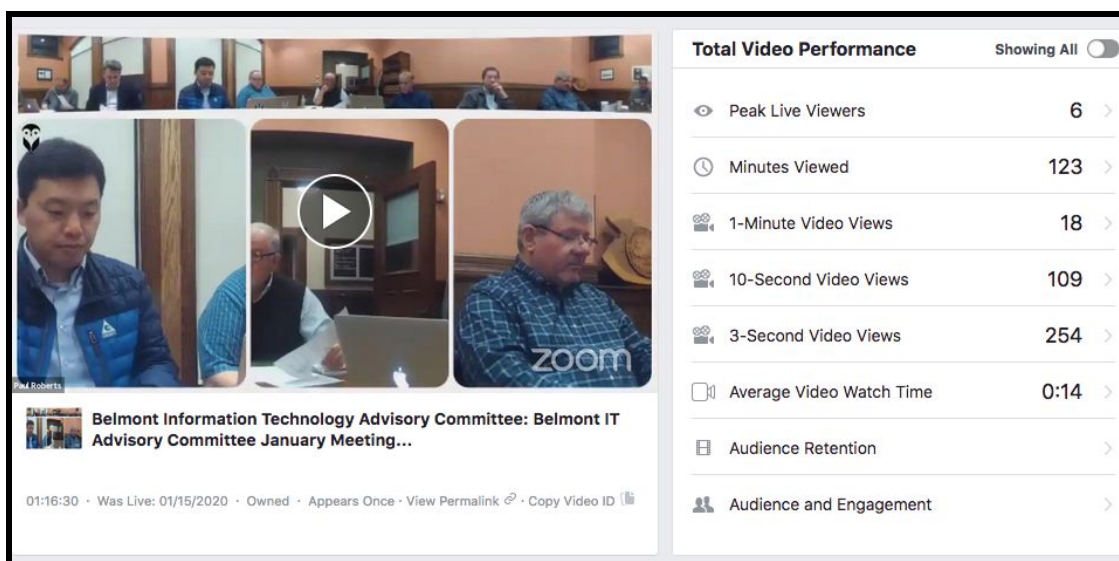 zoom
Paul Roberts
Belmont Information Technology Advisory Committee: Belmont IT
Advisory Committee January Meeting...
01:16:30 · Was Live: 01/15/2020 · Owned · Appears Once · View Permalink · Copy Video ID
Total Video Performance Showing All
Peak Live Viewers 6
Minutes Viewed 123
1-Minute Video Views 18
10-Second Video Views 109
3-Second Video Views 254
Average Video Watch Time 0:14
Audience Retention
Audience and Engagement